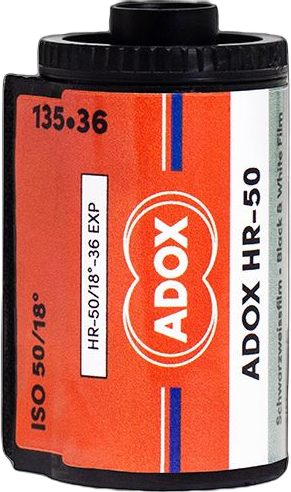 135•36
ISO 50/18°
HR-50/18°-36 EXP
ADOX
ADOX HR-50
Schwarzweissfilm • Black & White Film